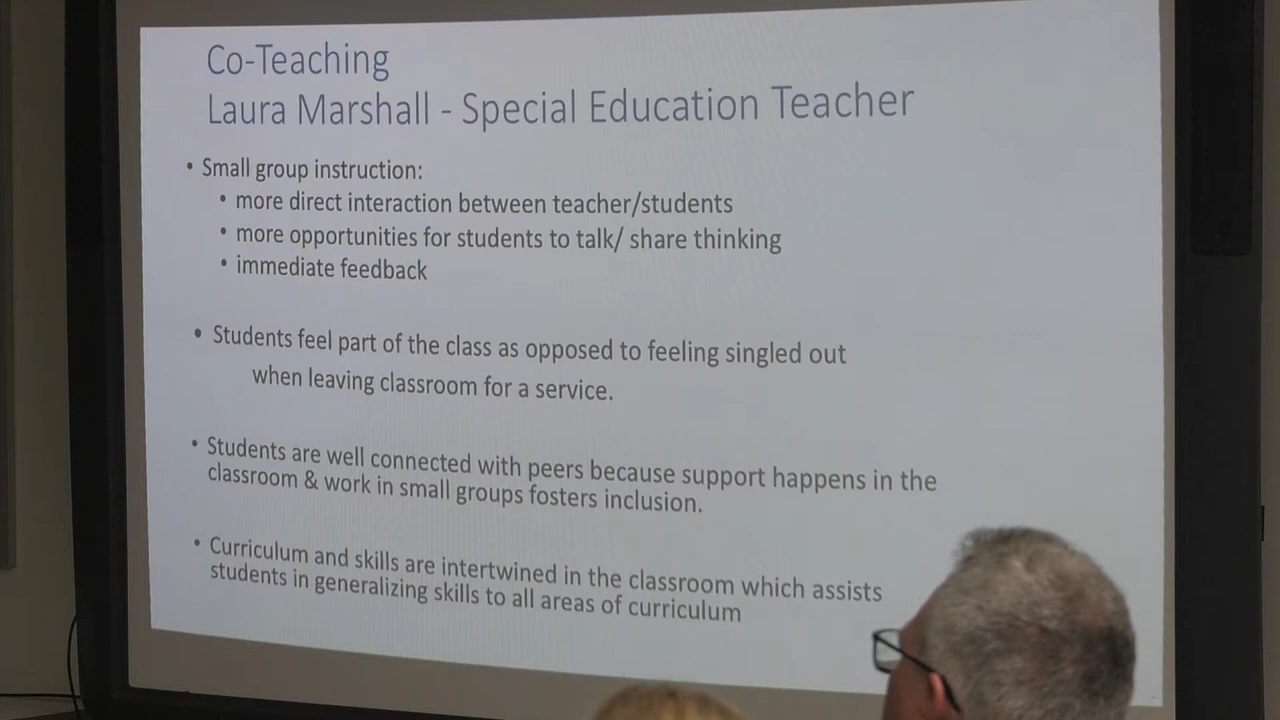 Co-Teaching
Laura Marshall - Special Education Teacher
• Small group instruction:
• more direct interaction between teacher/students
• more opportunities for students to talk/ share thinking
• immediate feedback
• Students feel part of the class as opposed to feeling singled out
when leaving classroom for a service.
• Students are well connected with peers because support happens in the
classroom & work in small groups fosters inclusion.
• Curriculum and skills are intertwined in the classroom which assists
students in generalizing skills to all areas of curriculum